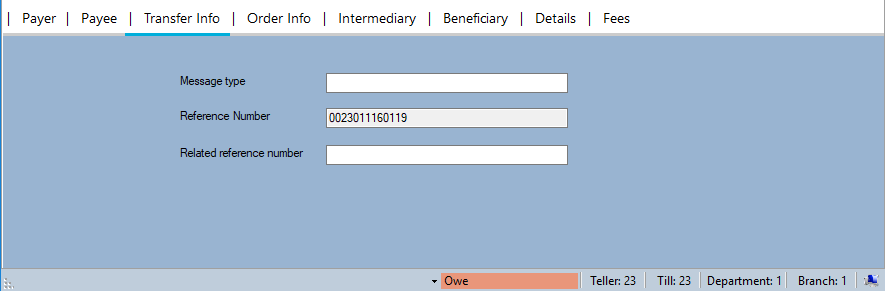 | Payer | Payee | Transfer Info | Order Info | Intermediary | Beneficiary | Details | Fees
Message type
Reference Number 0023011160119
Related reference number
Owe Teller: 23 Till: 23 Department: 1 Branch: 1